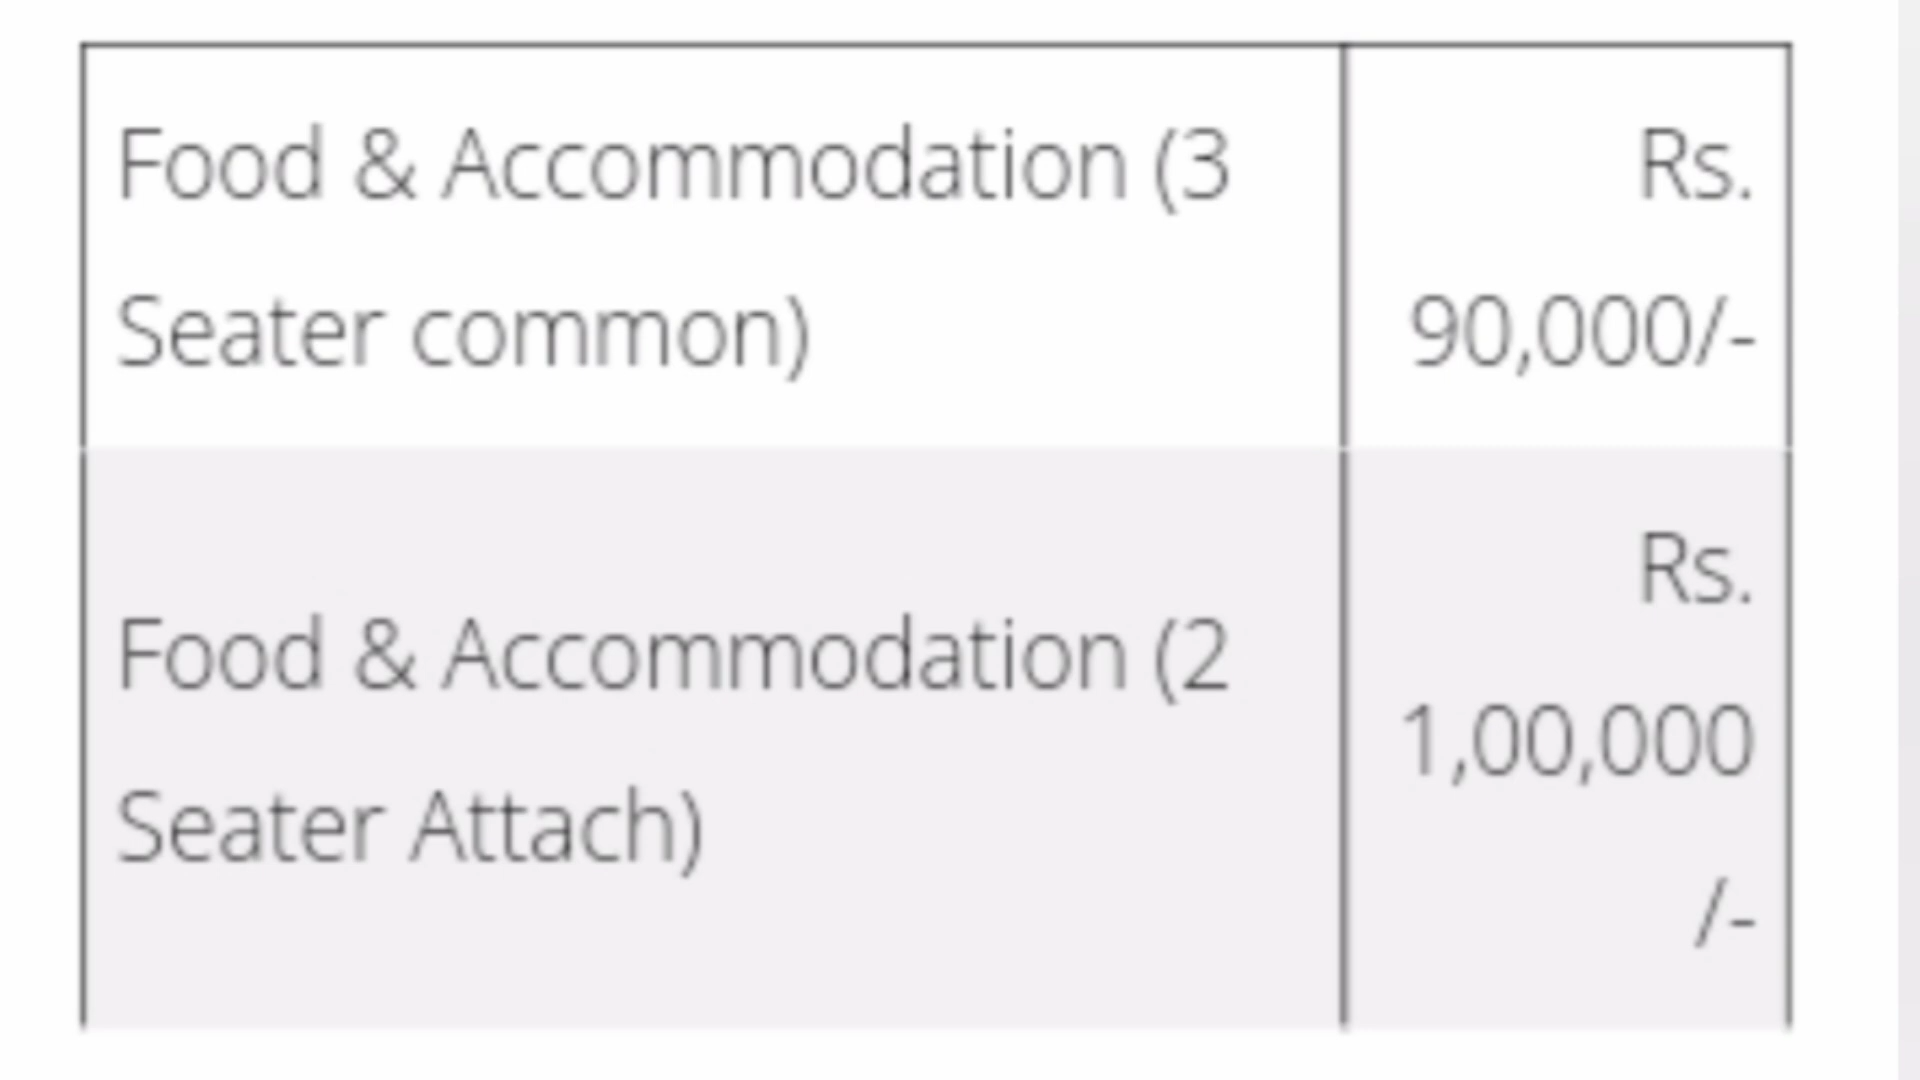 Food & Accommodation (3
Seater common)
Rs.
90,000/-
Food & Accommodation (2
Seater Attach)
Rs.
1,00,000
/-